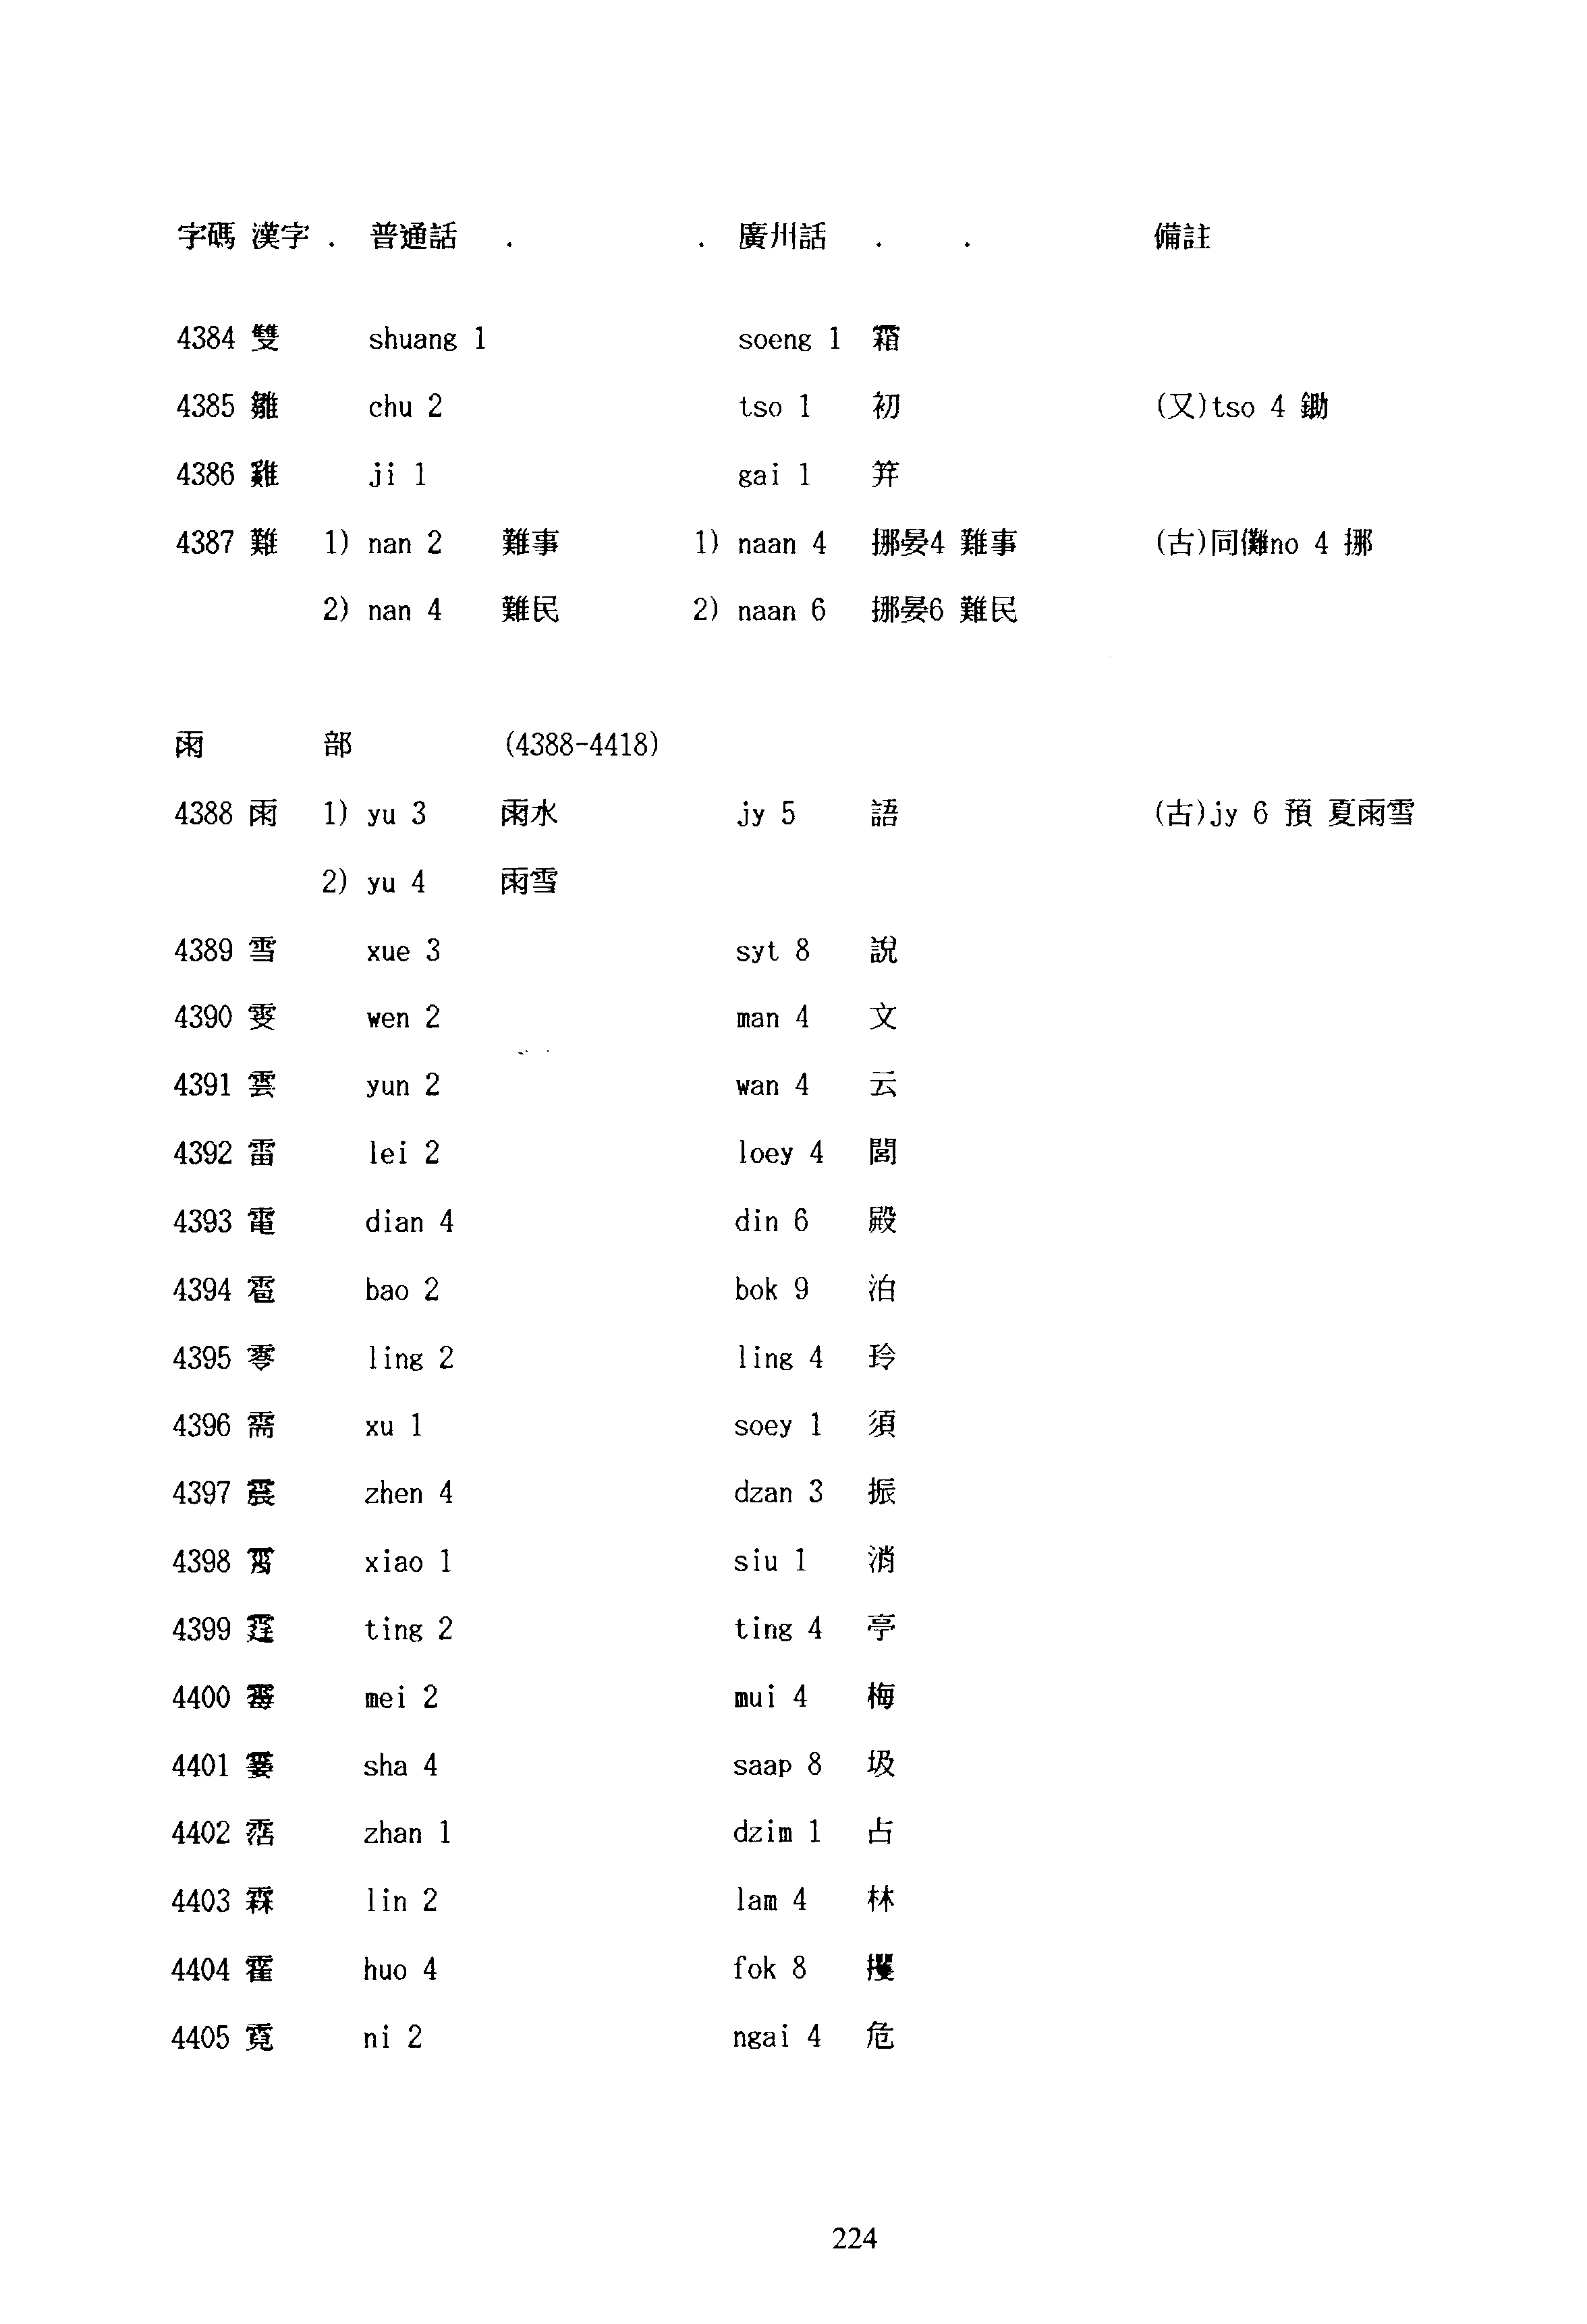 字碼 漢字 . 普通話 . . 廣州話 . . 備註
4384 雙 shuang 1 soeng 1 霜
4385 雛 chu 2 tso 1 初 (又)tso 4 鋤
4386 雞 ji 1 gai 1 笄
4387 難 1) nan 2 難事 1) naan 4 挪晏4 難事 (古)同儺no 4 挪
2) nan 4 難民 2) naan 6 挪晏6 難民
雨 部 (4388-4418)
4388 雨 1) yu 3 雨水 jy 5 語 (古)jy 6 預 夏雨雪
2) yu 4 雨雪
4389 雪 xue 3 syt 8 說
4390 雯 wen 2 man 4 文
4391 雲 yun 2 wan 4 云
4392 雷 lei 2 loey 4 閭
4393 電 dian 4 din 6 殿
4394 雹 bao 2 bok 9 泊
4395 零 ling 2 ling 4 玲
4396 需 xu 1 soey 1 須
4397 震 zhen 4 dzan 3 振
4398 霄 xiao 1 siu 1 消
4399 霆 ting 2 ting 4 亭
4400 霉 mei 2 mui 4 梅
4401 霎 sha 4 saap 8 圾
4402 霑 zhan 1 dzim 1 占
4403 霖 lin 2 lam 4 林
4404 霍 huo 4 fok 8 攫
4405 霓 ni 2 ngai 4 危
224